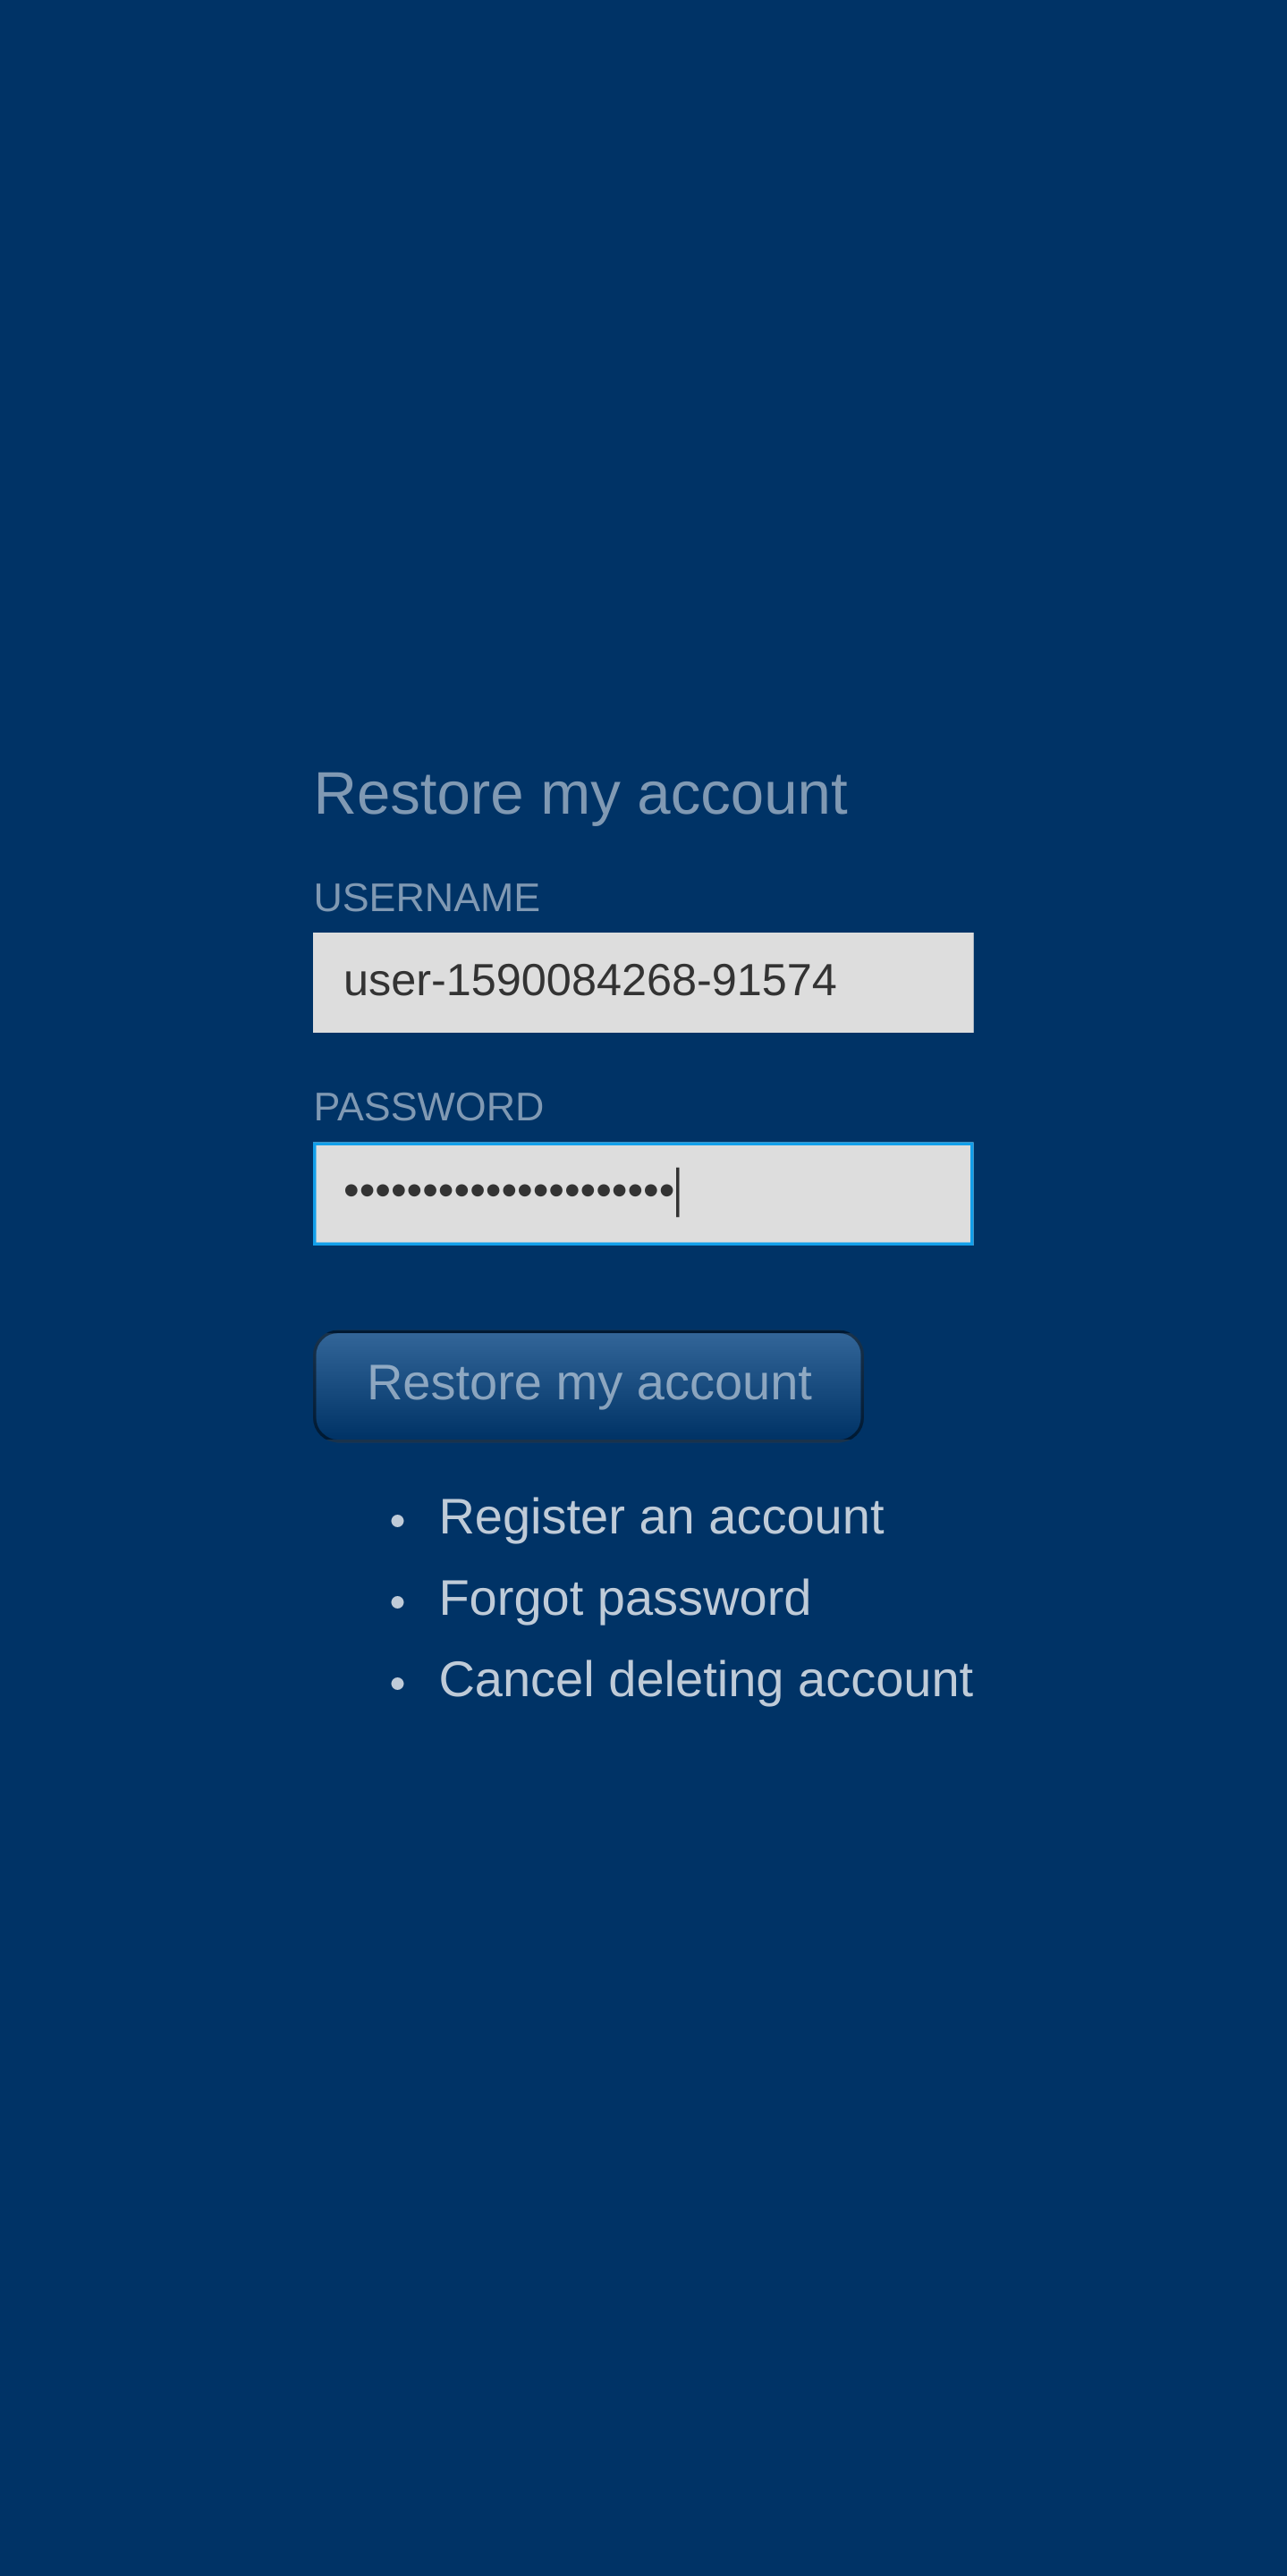 Restore my account
USERNAME
user-1590084268-91574
PASSWORD
•••••••••••••••••••••
Restore my account
• Register an account
• Forgot password
• Cancel deleting account